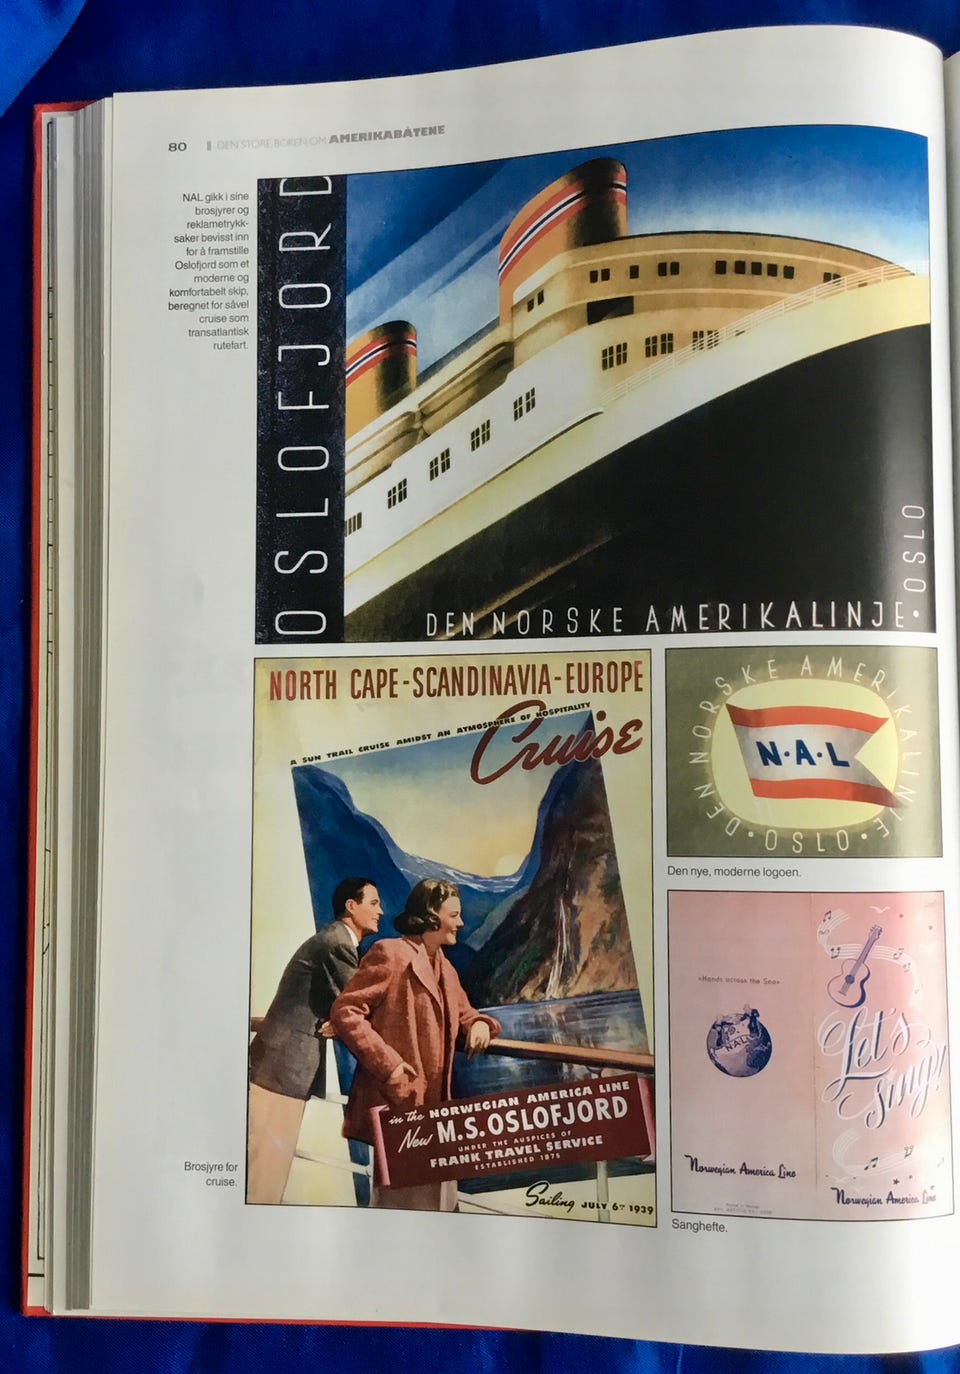 80 DEN STORE BOKEN OM AMERIKABÅTENE
NAL gikk i sine
brosjyrer og
reklametrykk-
saker bevisst inn
for å framstille
Oslofjord som et
moderne og
komfortabelt skip,
beregnet for såvel
cruise som
transatlantisk
rutefart.
OSLOFJORD
DEN NORSKE AMERIKALINJE • OSLO
NORTH CAPE-SCANDINAVIA-EUROPE
A SUN TRAIL CRUISE AMIDST AN ATMOSPHERE OF HOSPITALITY
Cruise
in the NORWEGIAN AMERICA LINE
New M.S. OSLOFJORD
UNDER THE AUSPICES OF
FRANK TRAVEL SERVICE
ESTABLISHED 1875
Sailing JULY 6TH 1939
Brosjyre for
cruise.
DEN NORSKE AMERIKALINJE • OSLO •
N•A•L
Den nye, moderne logoen.
«Hands across the Sea»
N.A.L.
Norwegian America Line
Let's
sing!
Norwegian America Line
Sanghefte.